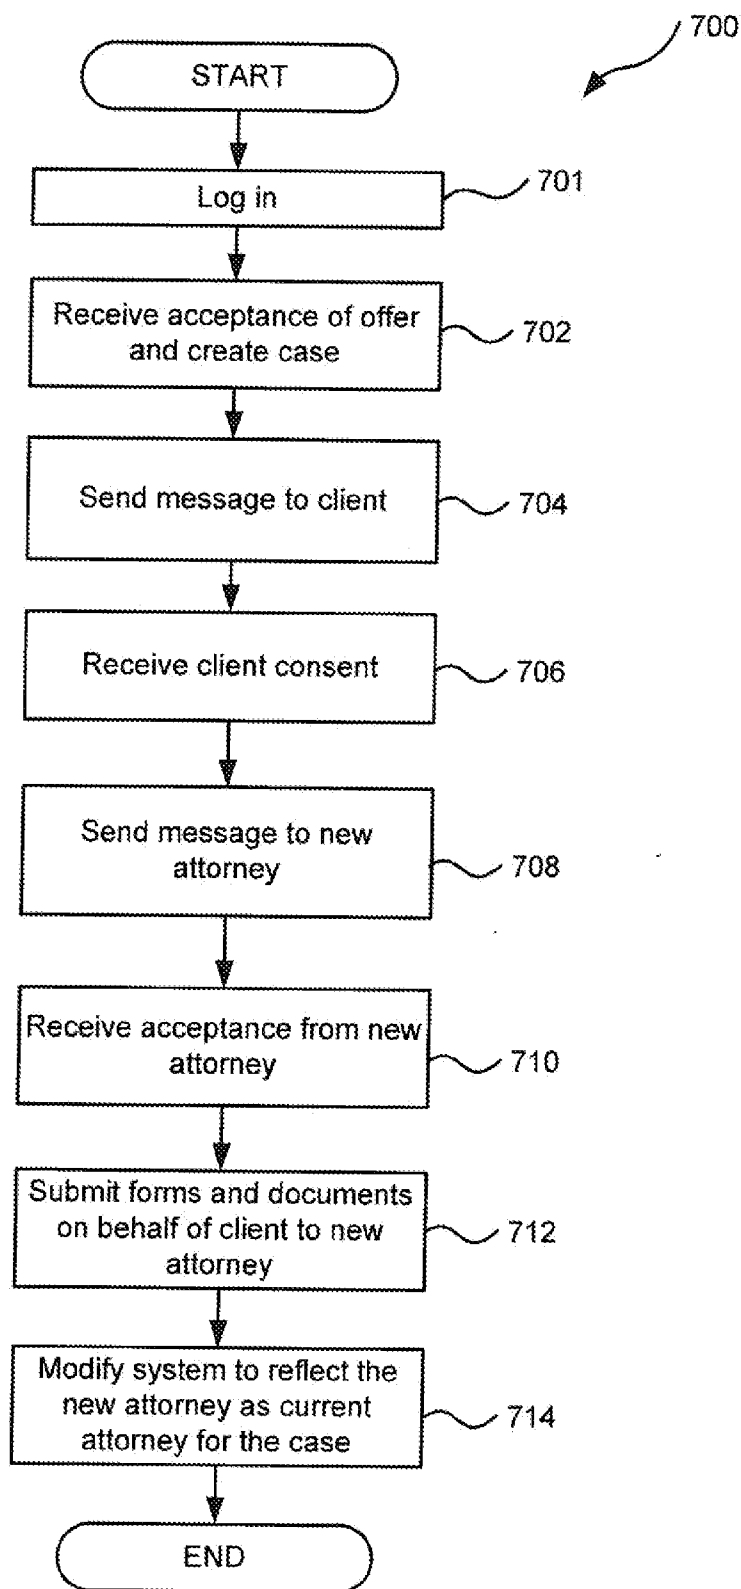 700
START
Log in
701
Receive acceptance of offer
and create case
702
Send message to client
704
Receive client consent
706
Send message to new
attorney
708
Receive acceptance from new
attorney
710
Submit forms and documents
on behalf of client to new
attorney
712
Modify system to reflect the
new attorney as current
attorney for the case
714
END